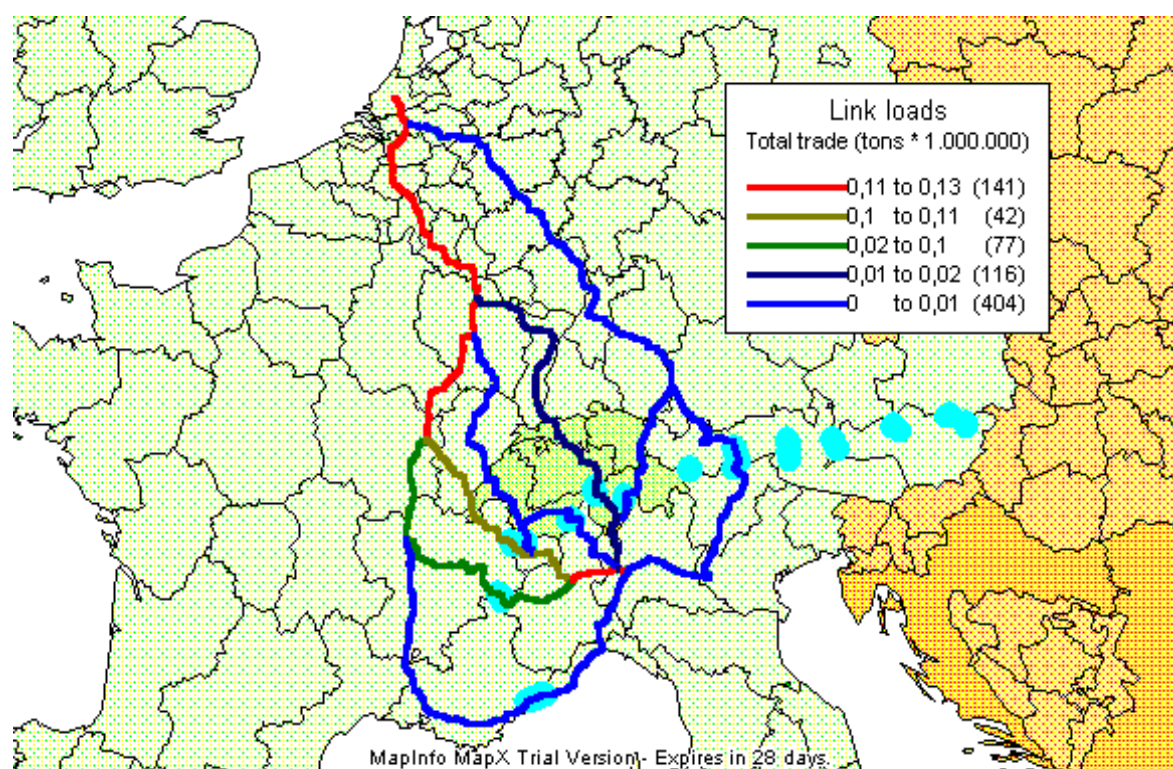 Link loads
Total trade (tons * 1.000.000)
0,11 to 0,13 (141)
0,1 to 0,11 (42)
0,02 to 0,1 (77)
0,01 to 0,02 (116)
0 to 0,01 (404)
MapInfo MapX Trial Version - Expires in 28 days.